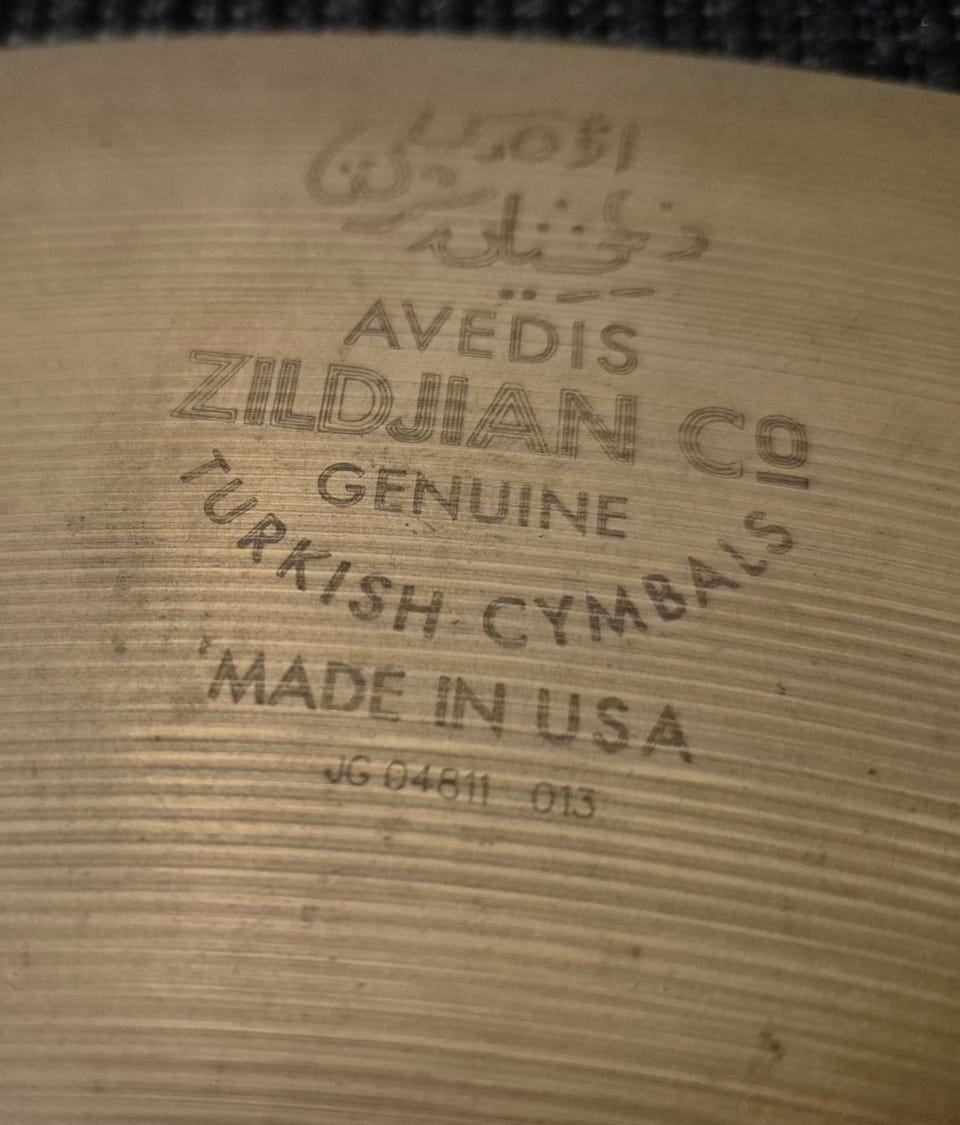 AVEDIS
ZILDJIAN Co
GENUINE
TURKISH CYMBALS
MADE IN USA
JG 04811 013